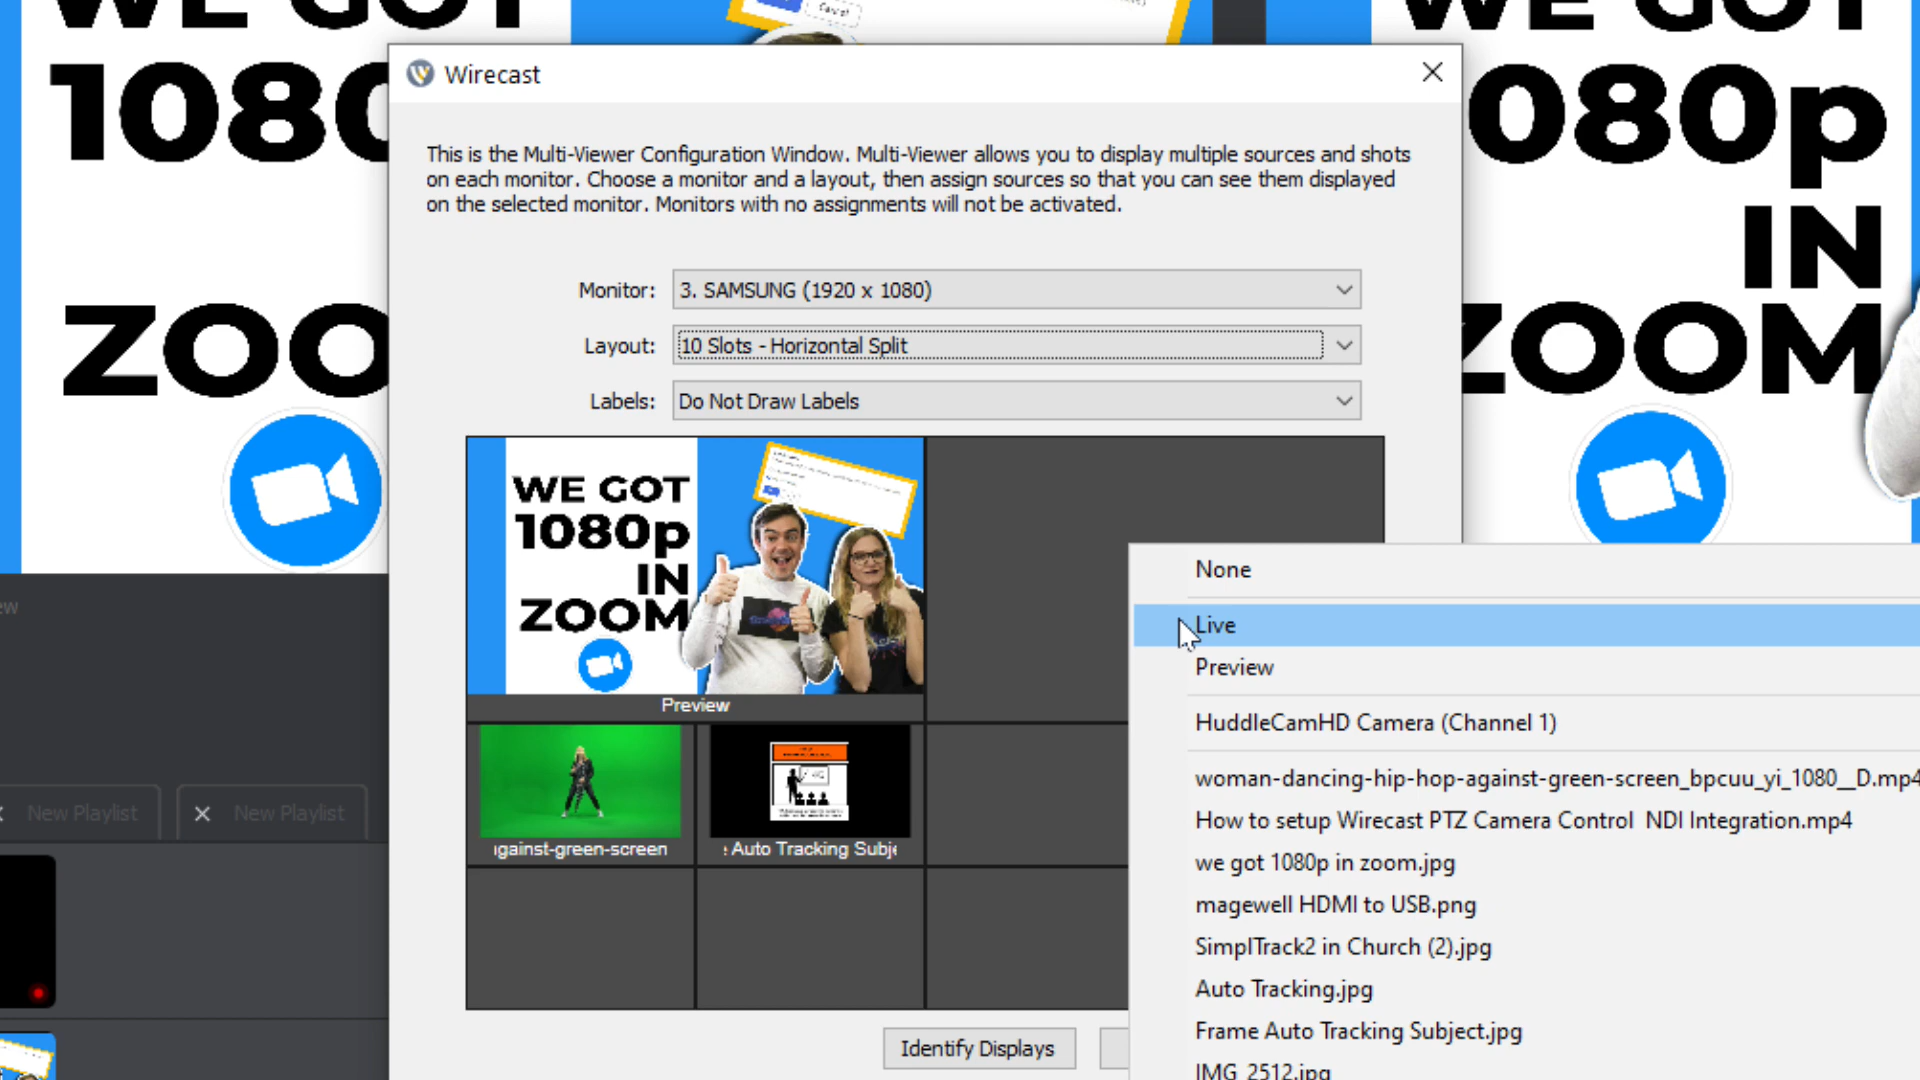 WE GOT
1080
ZOO
Cancel
WE GOT
080p
IN
ZOOM
Wirecast
This is the Multi-Viewer Configuration Window. Multi-Viewer allows you to display multiple sources and shots
on each monitor. Choose a monitor and a layout, then assign sources so that you can see them displayed
on the selected monitor. Monitors with no assignments will not be activated.
Monitor: 3. SAMSUNG (1920 x 1080)
Layout: 10 Slots - Horizontal Split
Labels: Do Not Draw Labels
WE GOT
1080p
IN
ZOOM
Preview
against-green-screen
Auto Tracking Subje
None
Live
Preview
HuddleCamHD Camera (Channel 1)
woman-dancing-hip-hop-against-green-screen_bpcuu_yi_1080__D.mp4
How to setup Wirecast PTZ Camera Control  NDI Integration.mp4
we got 1080p in zoom.jpg
magewell HDMI to USB.png
SimplTrack2 in Church (2).jpg
Auto Tracking.jpg
Frame Auto Tracking Subject.jpg
IMG_2512.jpg
Identify Displays
ew
New Playlist
New Playlist